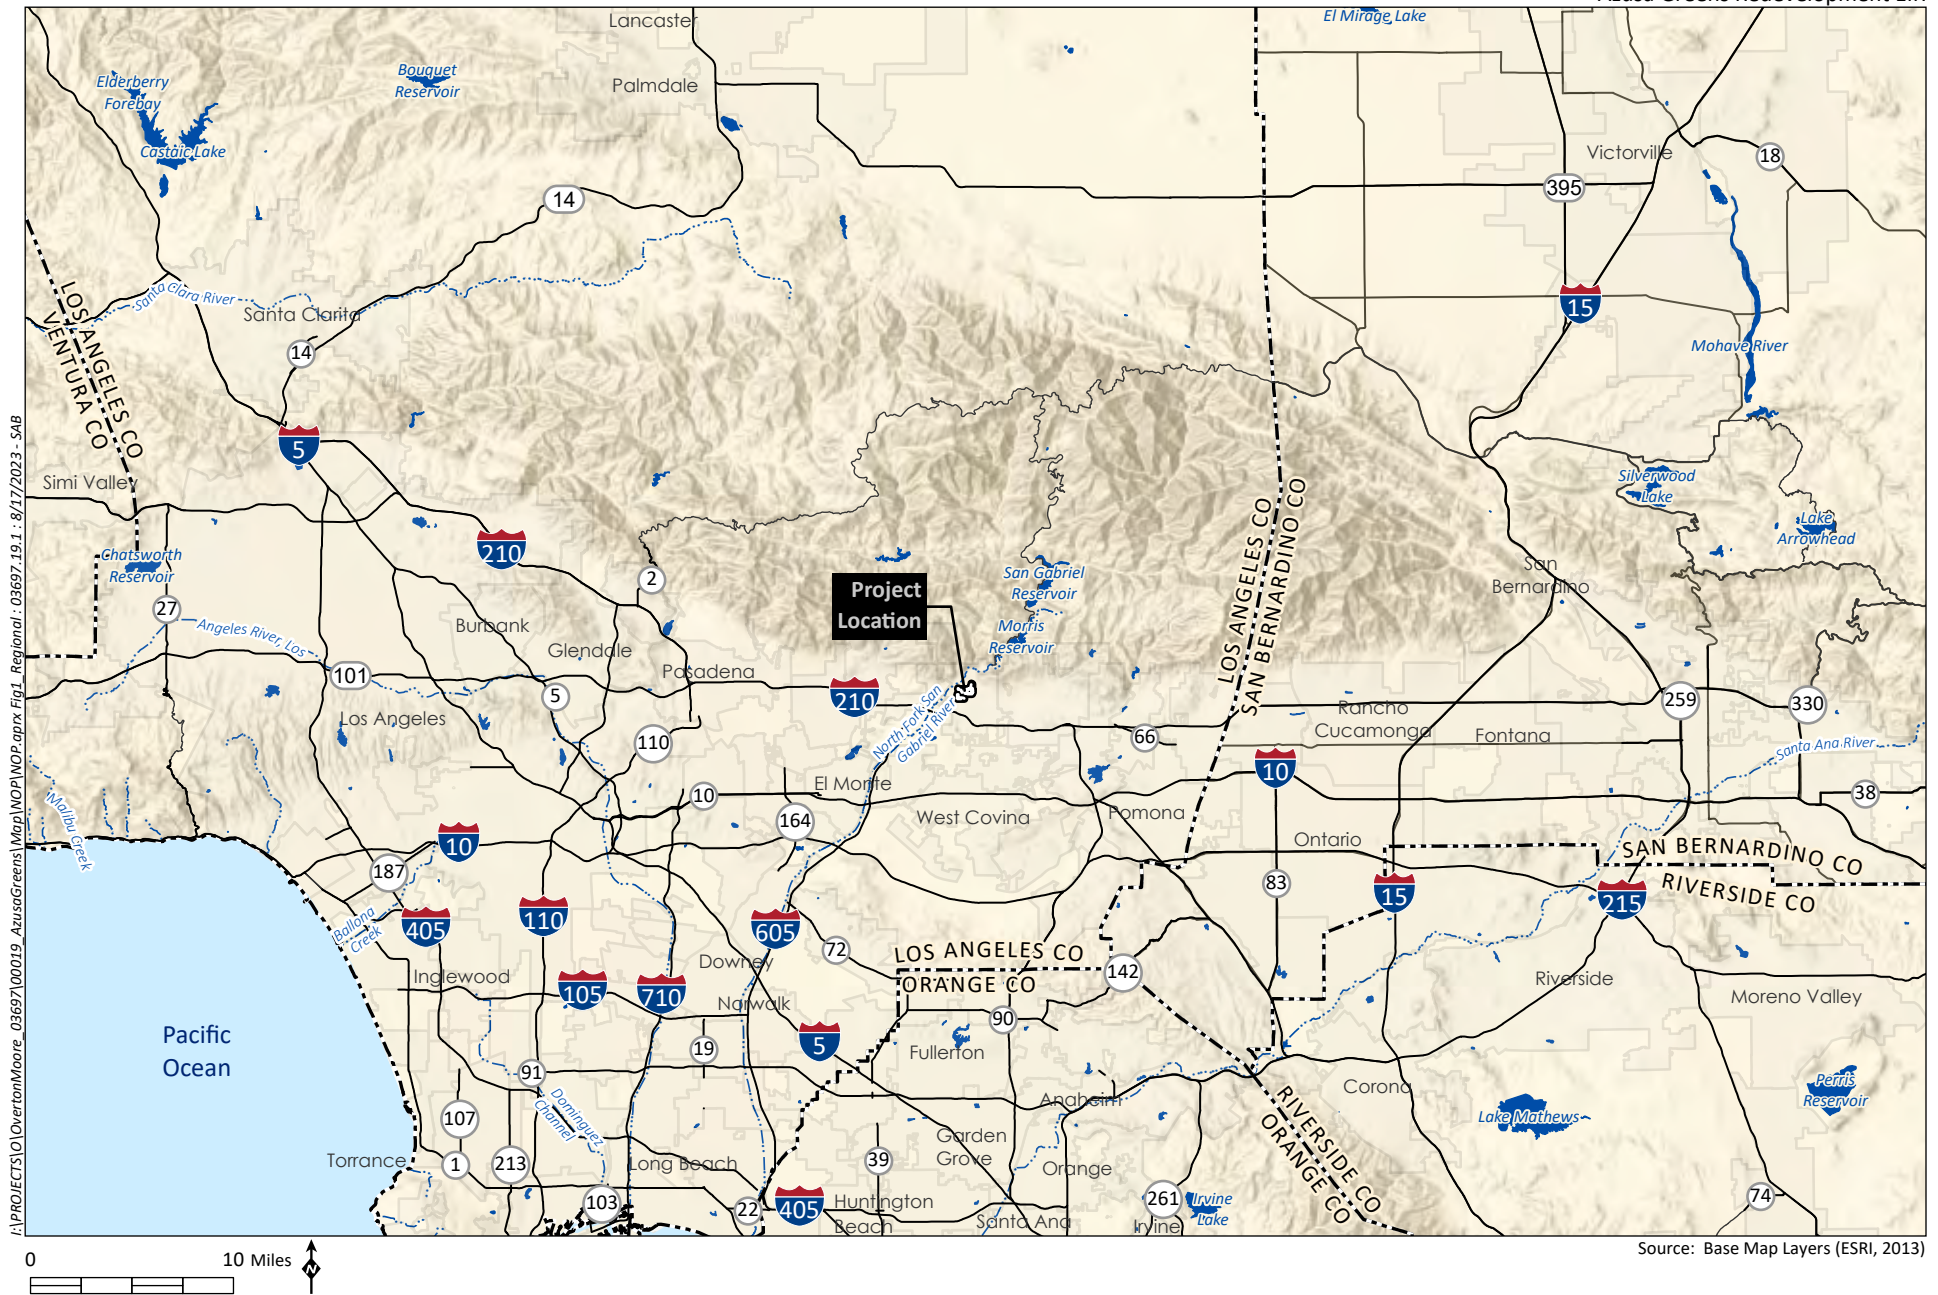 Lancaster
El Mirage Lake
Palmdale
Elderberry
Forebay
Bouquet
Reservoir
Castaic Lake
Victorville
18
395
14
Santa Clara River
LOS ANGELES CO
VENTURA CO
Santa Clarita
14
15
Mohave River
5
Simi Valley
Silverwood
Lake
Lake
Arrowhead
LOS ANGELES CO
SAN BERNARDINO CO
210
Chatsworth
Reservoir
2
Project
Location
San Gabriel
Reservoir
San
Bernardino
27
Angeles River, Los
Burbank
Glendale
Morris
Reservoir
Pasadena
101
5
210
North Fork San
Gabriel River
259
330
Los Angeles
110
66
Rancho
Cucamonga
Fontana
Santa Ana River
10
El Monte
10
38
Malibu Creek
164
West Covina
Pomona
10
Ontario
SAN BERNARDINO CO
RIVERSIDE CO
187
83
15
215
Ballona
Creek
405
110
605
72
LOS ANGELES CO
ORANGE CO
142
Inglewood
105
710
Downey
Norwalk
Riverside
Moreno Valley
Pacific
Ocean
90
5
19
Fullerton
91
Dominguez
Channel
Anaheim
Corona
Lake Mathews
Perris
Reservoir
RIVERSIDE CO
ORANGE CO
107
1
213
Torrance
Long Beach
39
Garden
Grove
Orange
103
22
405
Huntington
Beach
Santa Ana
261
Irvine
Lake
Irvine
74
I:\PROJECTS\O\OvertonMoore_03697\00019_AzusaGreens\Map\NOP\NOP.aprx Fig1_Regional : 03697.19.1 : 8/17/2023 - SAB
0
10 Miles
N
Source: Base Map Layers (ESRI, 2013)